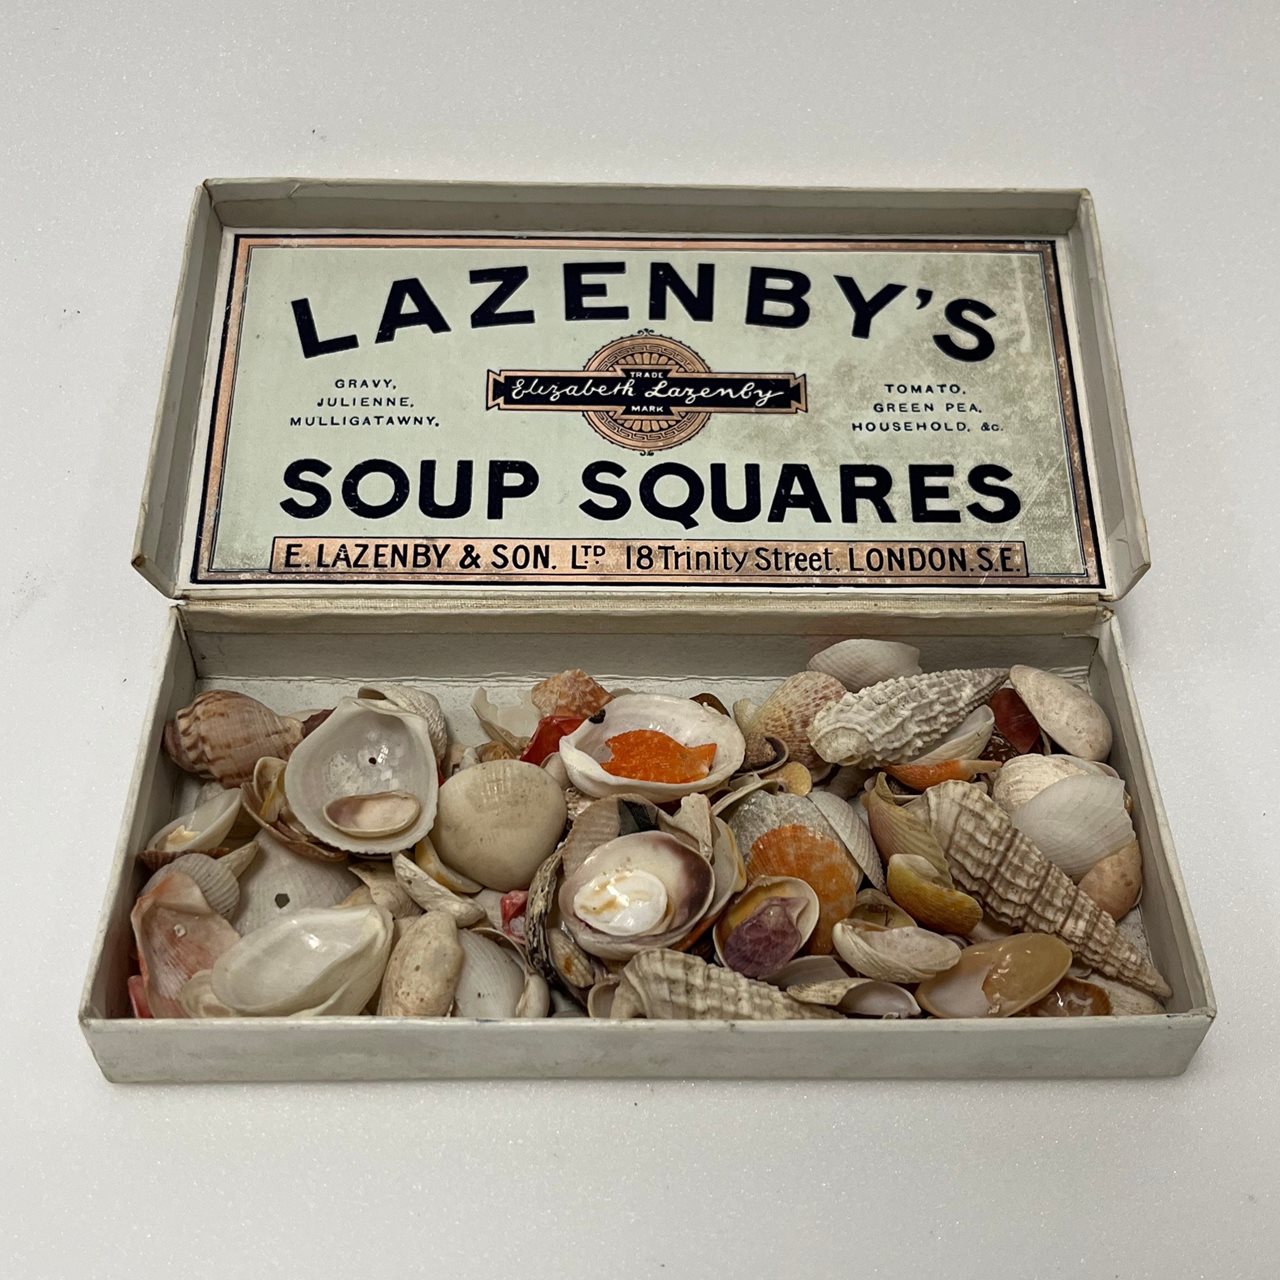 LAZENBY'S
GRAVY,
JULIENNE,
MULLIGATAWNY,
TRADE
Elizabeth Lazenby
MARK
TOMATO,
GREEN PEA,
HOUSEHOLD, &c.
SOUP SQUARES
E. LAZENBY & SON. LTD 18 Trinity Street. LONDON. S.E.